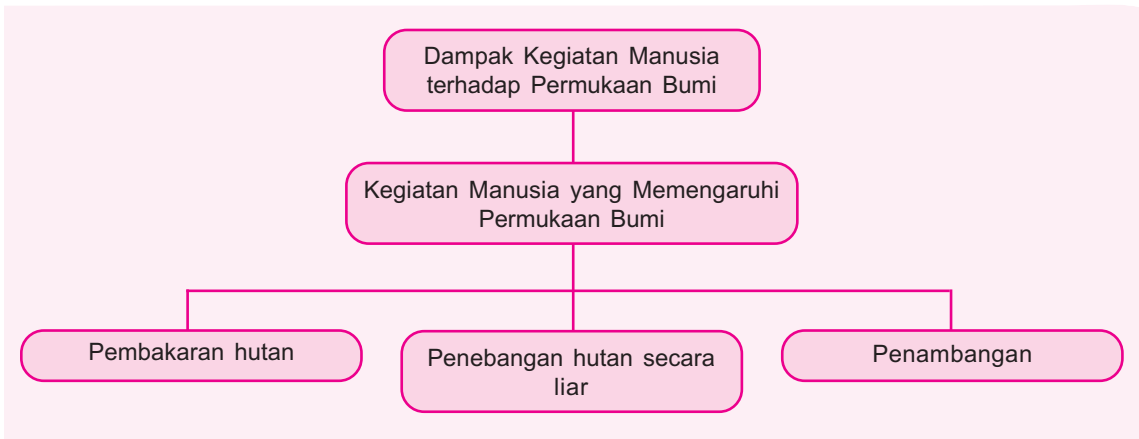 Dampak Kegiatan Manusia
terhadap Permukaan Bumi
Kegiatan Manusia yang Memengaruhi
Permukaan Bumi
Pembakaran hutan
Penebangan hutan secara
liar
Penambangan